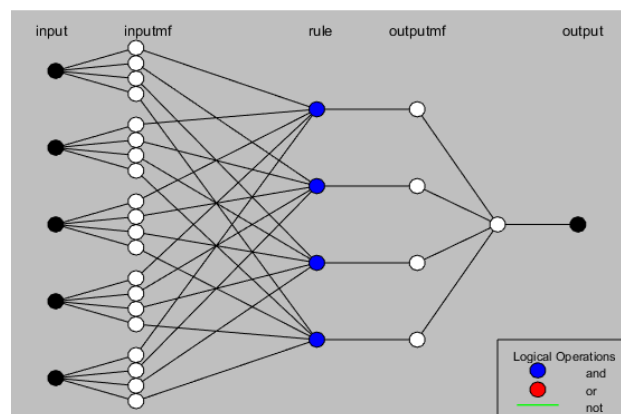 input inputmf rule outputmf output
Logical Operations
and
or
not